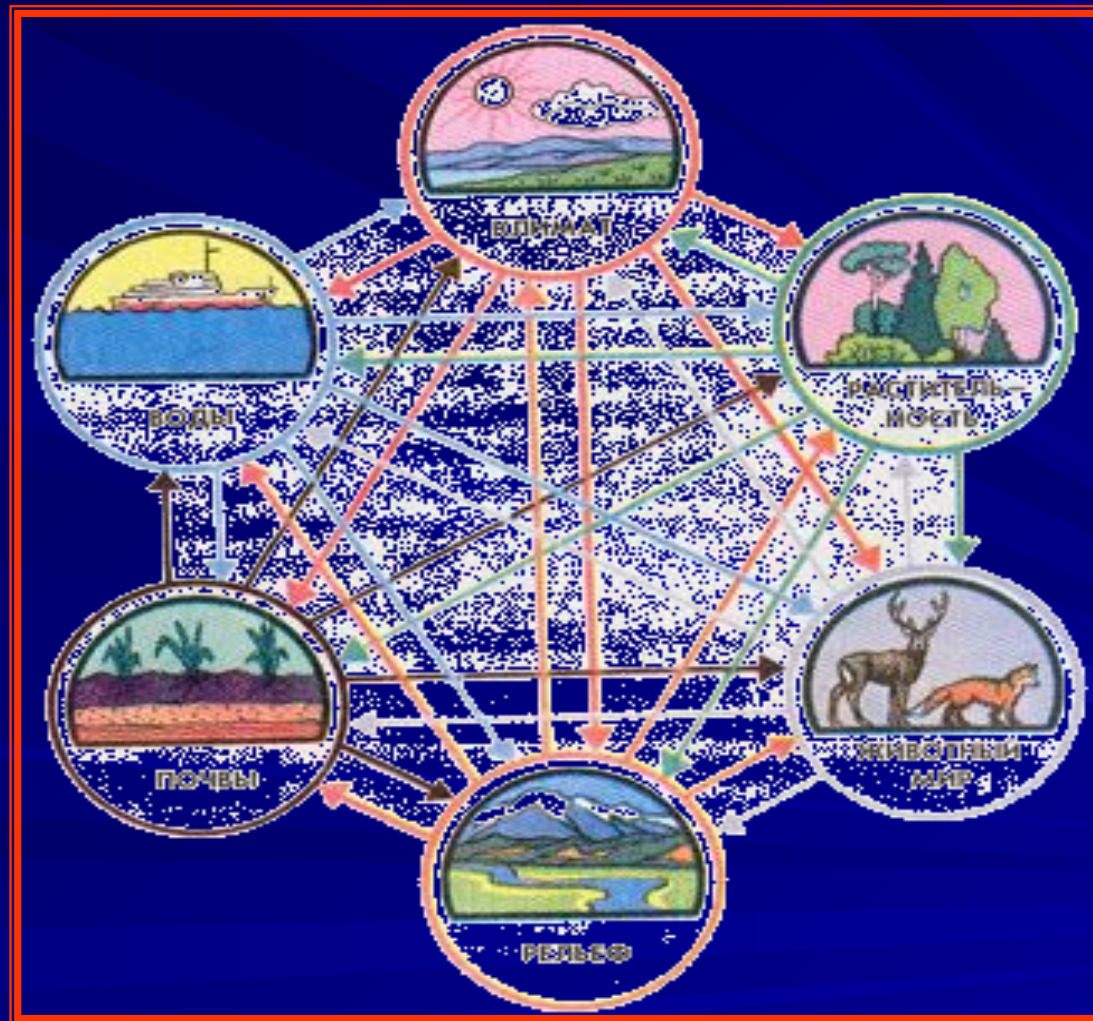 КЛИМАТ
ВОДЫ
РАСТИТЕЛЬ–
НОСТЬ
ПОЧВЫ
ЖИВОТНЫЙ
МИР
РЕЛЬЕФ